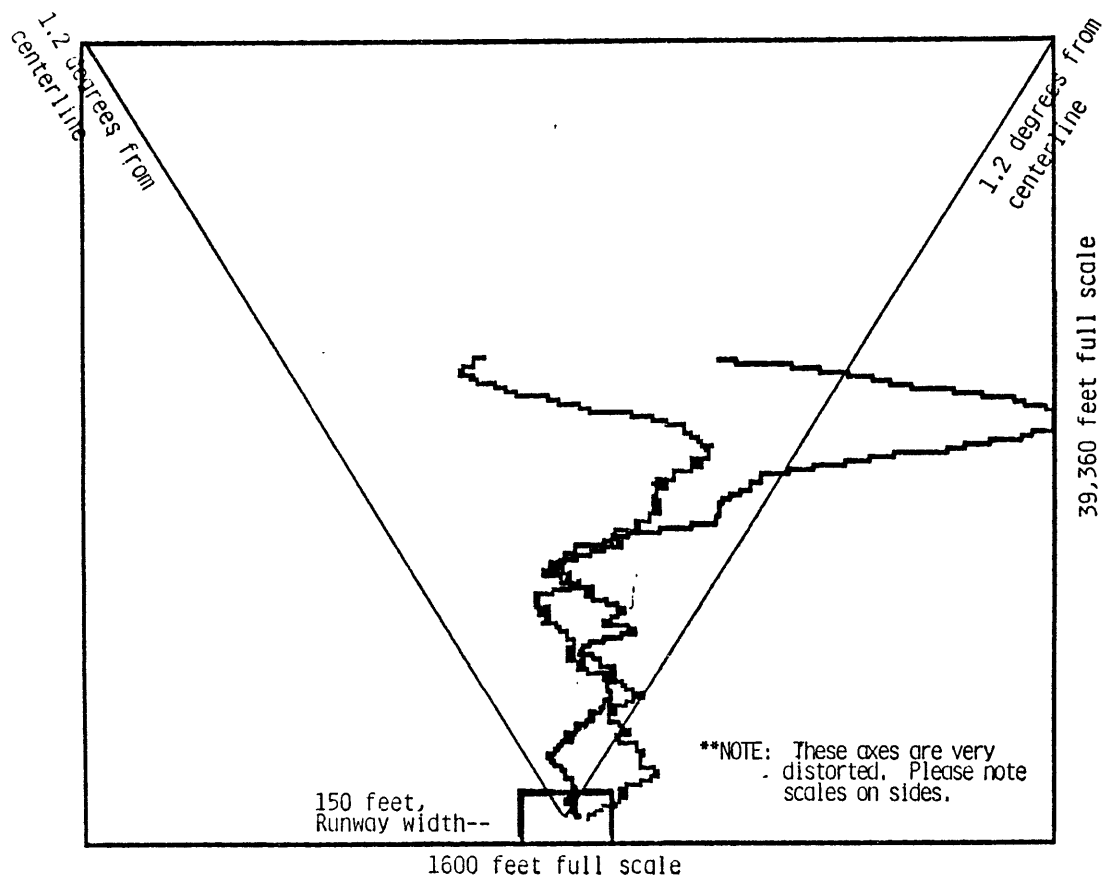 1.2 degrees from
centerline
1.2 degrees from
centerline
39,360 feet full scale
**NOTE: These axes are very
distorted. Please note
scales on sides.
150 feet,
Runway width--
1600 feet full scale